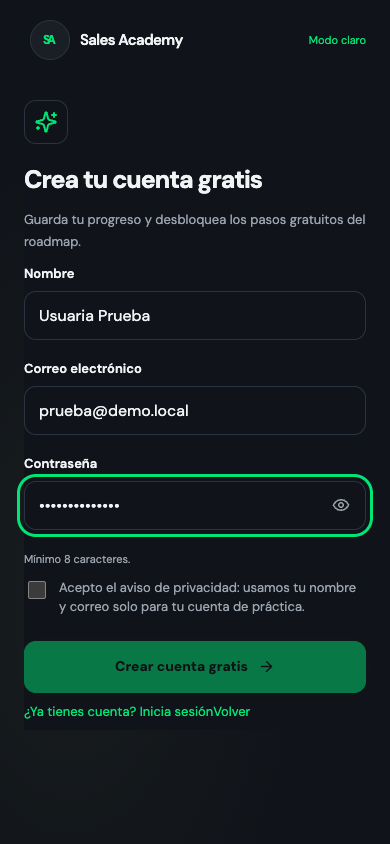 SA Sales Academy Modo claro
Crea tu cuenta gratis
Guarda tu progreso y desbloquea los pasos gratuitos del
roadmap.
Nombre
Usuaria Prueba
Correo electrónico
prueba@demo.local
Contraseña
••••••••••••••
Mínimo 8 caracteres.
Acepto el aviso de privacidad: usamos tu nombre
y correo solo para tu cuenta de práctica.
Crear cuenta gratis →
¿Ya tienes cuenta? Inicia sesiónVolver